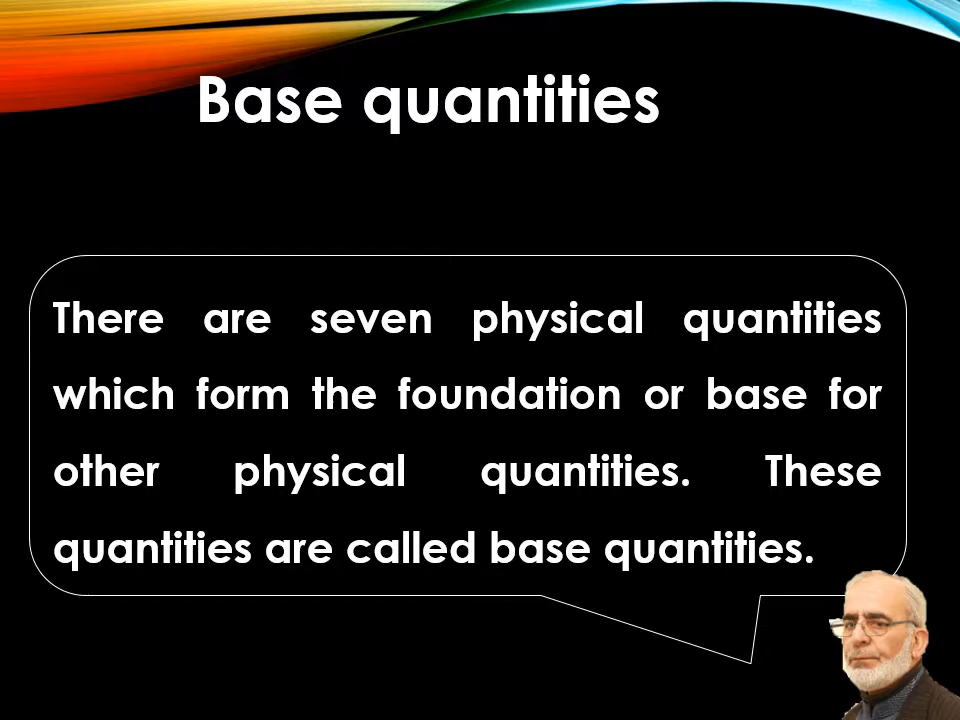 Base quantities
There are seven physical quantities
which form the foundation or base for
other physical quantities. These
quantities are called base quantities.